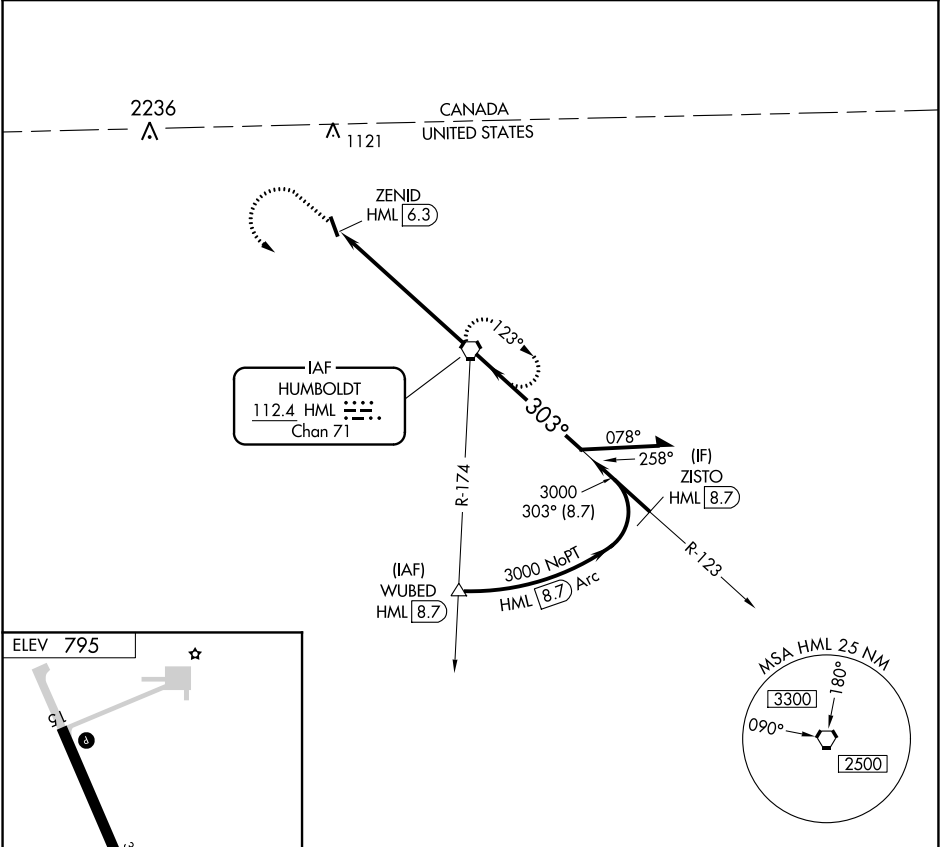 2236
1121
CANADA
UNITED STATES
ZENID
HML 6.3
IAF
HUMBOLDT
112.4 HML
Chan 71
123°
303°
078°
258°
(IF)
ZISTO
HML 8.7
3000
303° (8.7)
R-174
R-123
(IAF)
WUBED
HML 8.7
3000 NoPT
HML 8.7 Arc
ELEV 795
15
P
MSA HML 25 NM
3300
180°
090°
2500